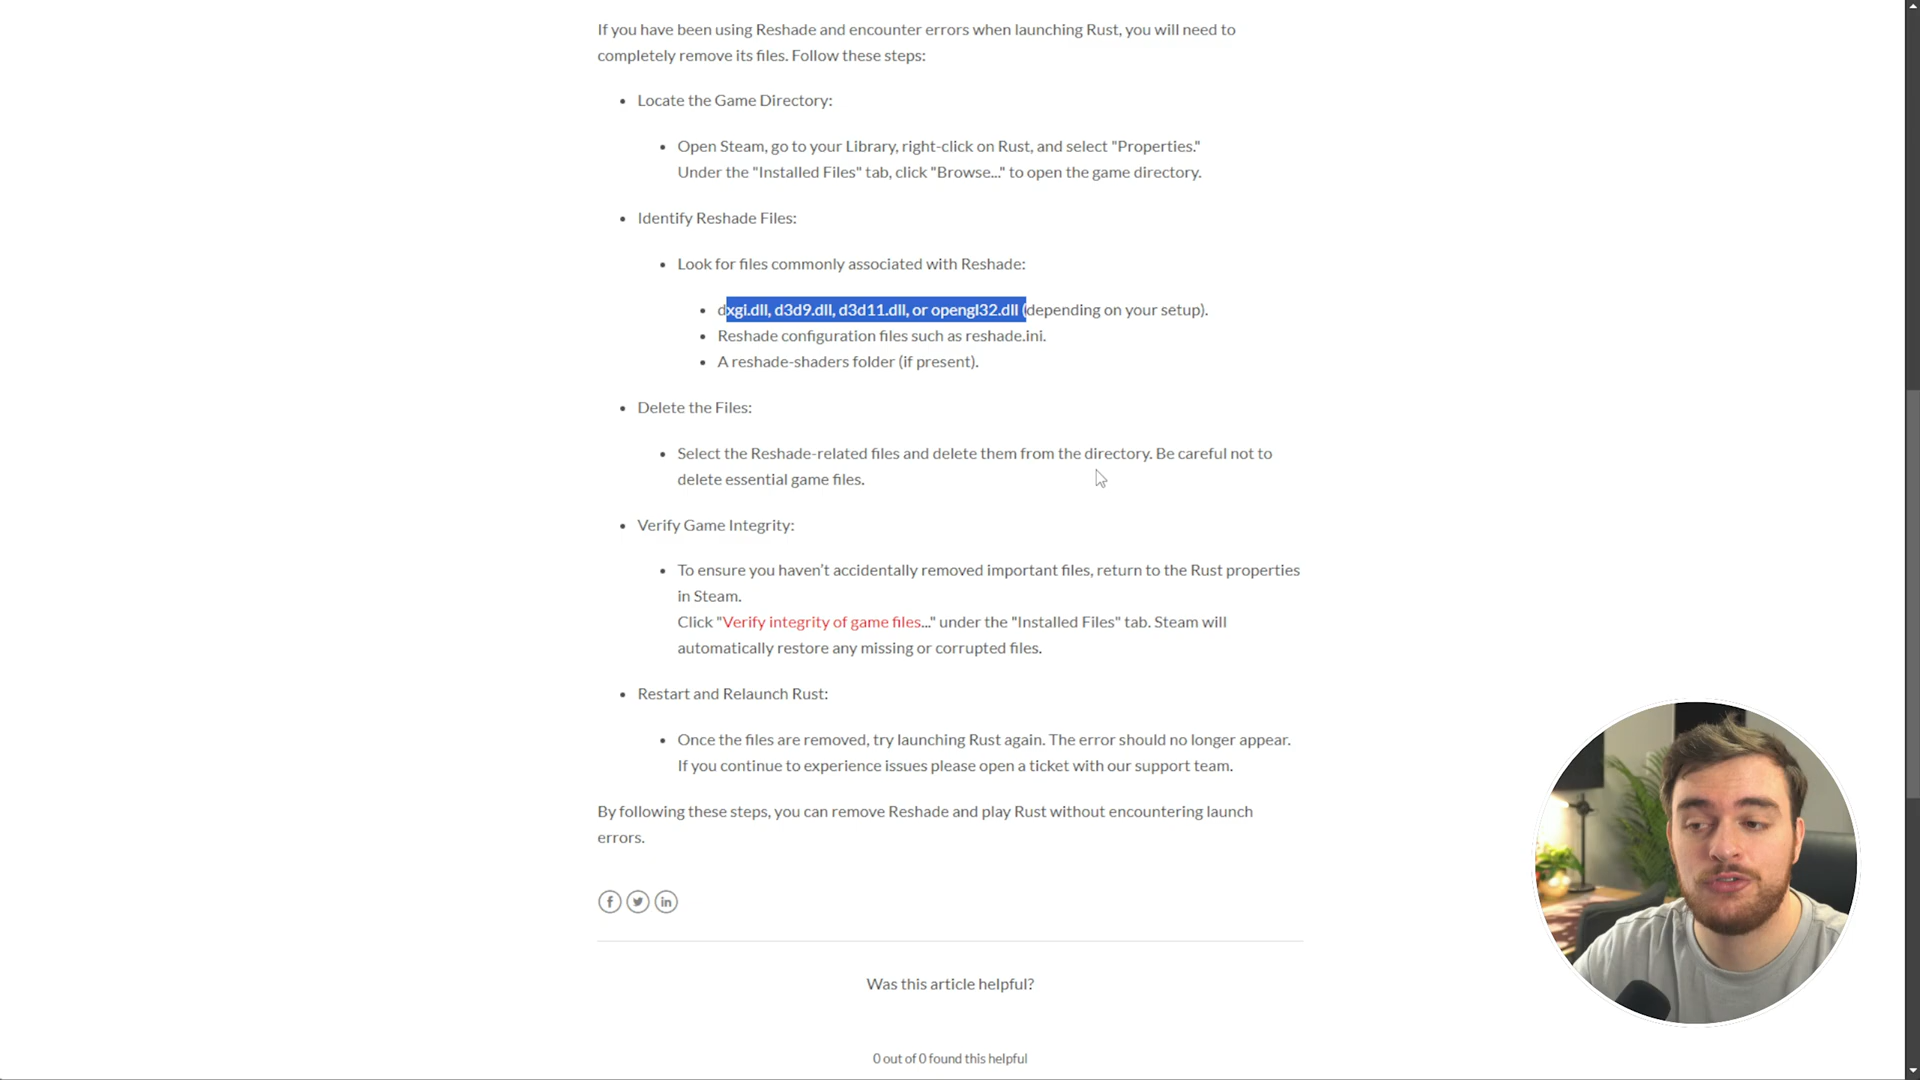 If you have been using Reshade and encounter errors when launching Rust, you will need to
completely remove its files. Follow these steps:
• Locate the Game Directory:
• Open Steam, go to your Library, right-click on Rust, and select "Properties."
Under the "Installed Files" tab, click "Browse..." to open the game directory.
• Identify Reshade Files:
• Look for files commonly associated with Reshade:
• dxgi.dll, d3d9.dll, d3d11.dll, or opengl32.dll (depending on your setup).
• Reshade configuration files such as reshade.ini.
• A reshade-shaders folder (if present).
• Delete the Files:
• Select the Reshade-related files and delete them from the directory. Be careful not to
delete essential game files.
• Verify Game Integrity:
• To ensure you haven't accidentally removed important files, return to the Rust properties
in Steam.
Click "Verify integrity of game files..." under the "Installed Files" tab. Steam will
automatically restore any missing or corrupted files.
• Restart and Relaunch Rust:
• Once the files are removed, try launching Rust again. The error should no longer appear.
If you continue to experience issues please open a ticket with our support team.
By following these steps, you can remove Reshade and play Rust without encountering launch
errors.
f
in
Was this article helpful?
0 out of 0 found this helpful